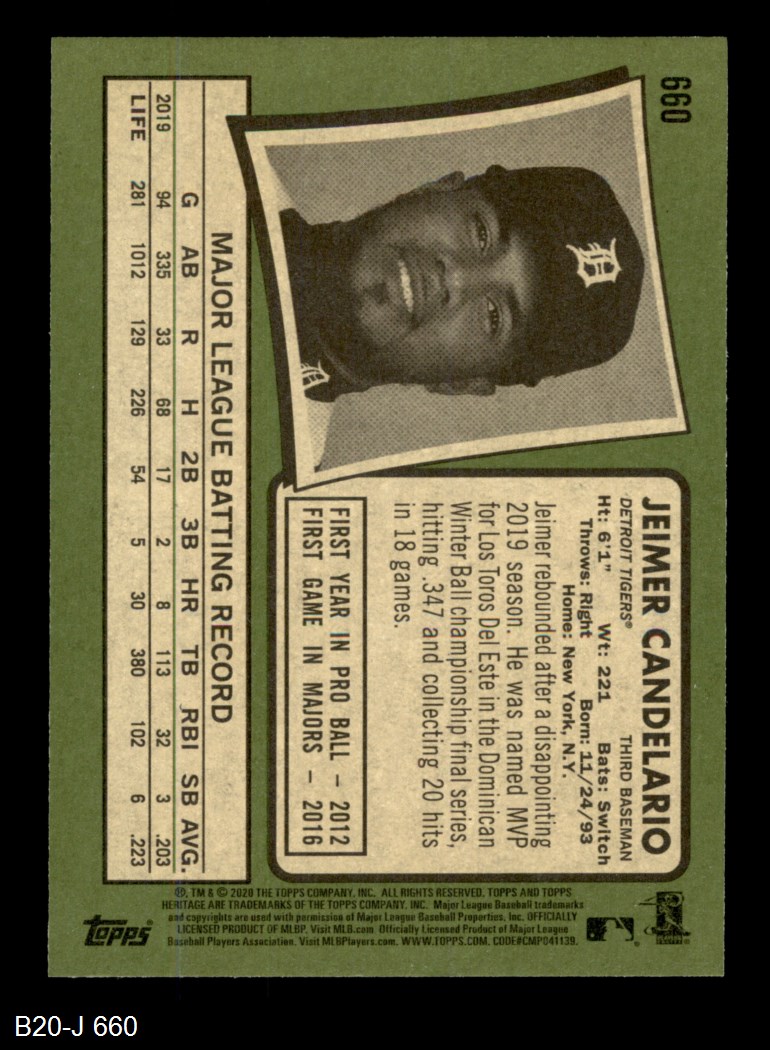 660
JEIMER CANDELARIO
DETROIT TIGERS® THIRD BASEMAN
Ht: 6'1" Wt: 221 Bats: Switch
Throws: Right Born: 11/24/93
Home: New York, N.Y.
Jeimer rebounded after a disappointing
2019 season. He was named MVP
for Los Toros Del Este in the Dominican
Winter Ball championship final series,
hitting .347 and collecting 20 hits
in 18 games.
FIRST YEAR IN PRO BALL - 2012
FIRST GAME IN MAJORS - 2016
MAJOR LEAGUE BATTING RECORD
G AB R H 2B 3B HR TB RBI SB AVG.
2019 94 335 33 68 17 2 8 113 32 3 .203
LIFE 281 1012 129 226 54 5 30 380 102 6 .223
®, TM & © 2020 THE TOPPS COMPANY, INC. ALL RIGHTS RESERVED. TOPPS AND TOPPS
HERITAGE ARE TRADEMARKS OF THE TOPPS COMPANY, INC. Major League Baseball trademarks
and copyrights are used with permission of Major League Baseball Properties, Inc. OFFICIALLY
LICENSED PRODUCT OF MLBP. Visit MLB.com Officially Licensed Product of Major League
Baseball Players Association. Visit MLBPlayers.com. WWW.TOPPS.COM. CODE#CMP041139.
Topps
B20-J 660